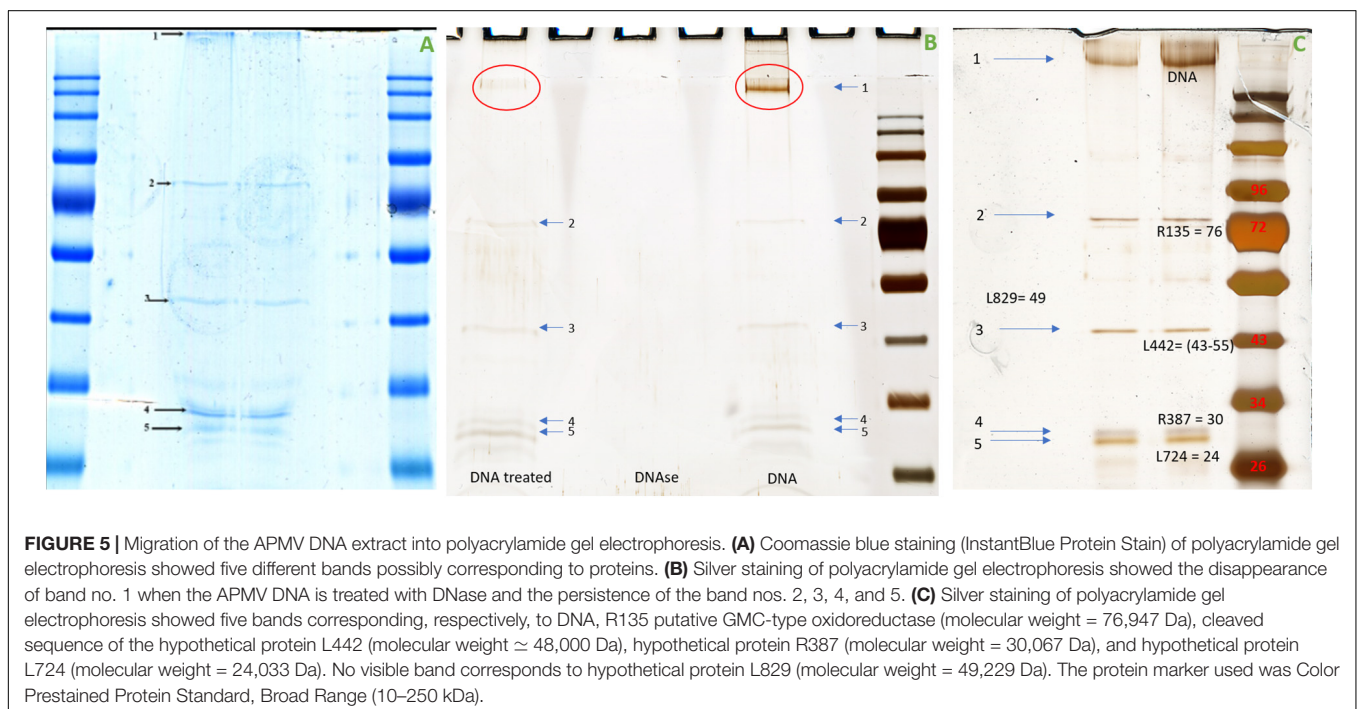 A
1
2
3
4
5
B
1
2
2
3
3
4
4
5
5
DNA treated
DNAse
DNA
C
1
DNA
96
2
72
R135 = 76
L829= 49
3
43
L442= (43-55)
34
R387 = 30
4
5
L724 = 24
26
FIGURE 5 | Migration of the APMV DNA extract into polyacrylamide gel electrophoresis. (A) Coomassie blue staining (InstantBlue Protein Stain) of polyacrylamide gel
electrophoresis showed five different bands possibly corresponding to proteins. (B) Silver staining of polyacrylamide gel electrophoresis showed the disappearance
of band no. 1 when the APMV DNA is treated with DNase and the persistence of the band nos. 2, 3, 4, and 5. (C) Silver staining of polyacrylamide gel
electrophoresis showed five bands corresponding, respectively, to DNA, R135 putative GMC-type oxidoreductase (molecular weight = 76,947 Da), cleaved
sequence of the hypothetical protein L442 (molecular weight ≃ 48,000 Da), hypothetical protein R387 (molecular weight = 30,067 Da), and hypothetical protein
L724 (molecular weight = 24,033 Da). No visible band corresponds to hypothetical protein L829 (molecular weight = 49,229 Da). The protein marker used was Color
Prestained Protein Standard, Broad Range (10–250 kDa).